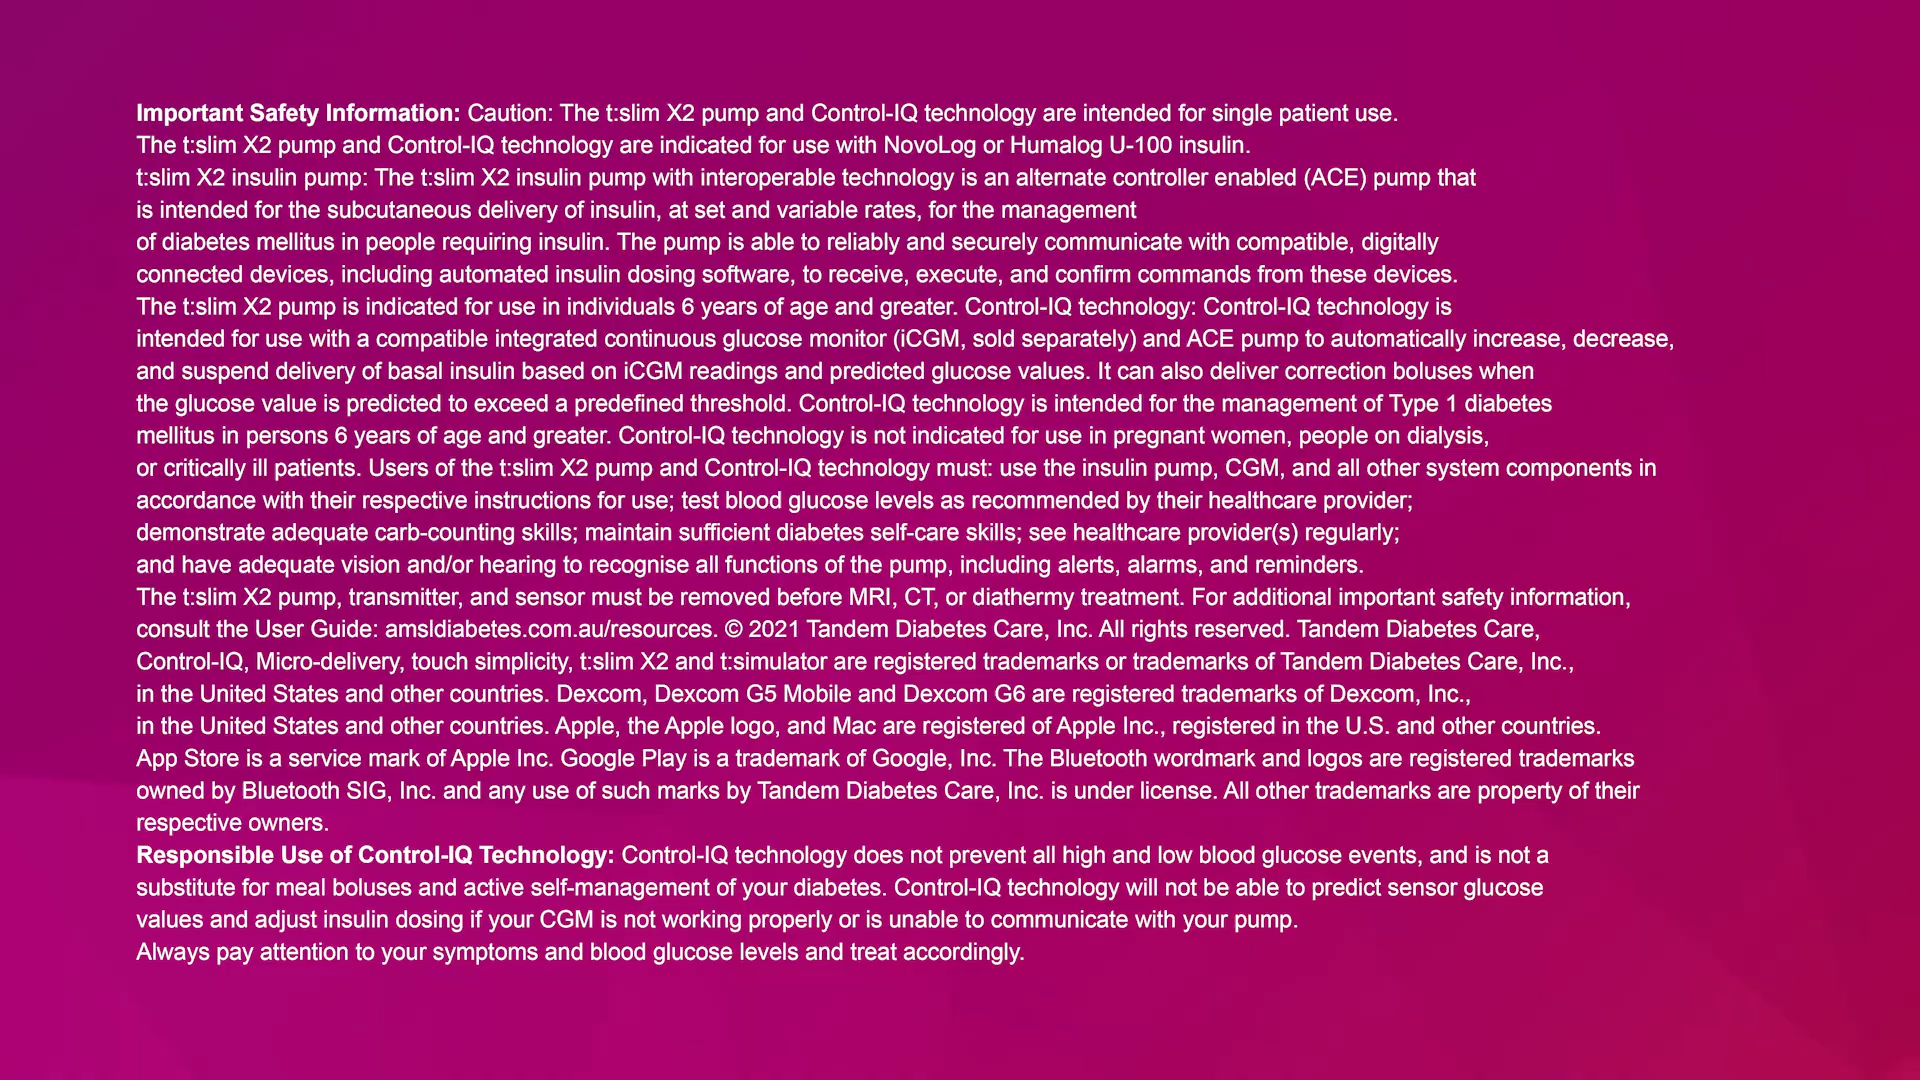 Important Safety Information: Caution: The t:slim X2 pump and Control-IQ technology are intended for single patient use.
The t:slim X2 pump and Control-IQ technology are indicated for use with NovoLog or Humalog U-100 insulin.
t:slim X2 insulin pump: The t:slim X2 insulin pump with interoperable technology is an alternate controller enabled (ACE) pump that
is intended for the subcutaneous delivery of insulin, at set and variable rates, for the management
of diabetes mellitus in people requiring insulin. The pump is able to reliably and securely communicate with compatible, digitally
connected devices, including automated insulin dosing software, to receive, execute, and confirm commands from these devices.
The t:slim X2 pump is indicated for use in individuals 6 years of age and greater. Control-IQ technology: Control-IQ technology is
intended for use with a compatible integrated continuous glucose monitor (iCGM, sold separately) and ACE pump to automatically increase, decrease,
and suspend delivery of basal insulin based on iCGM readings and predicted glucose values. It can also deliver correction boluses when
the glucose value is predicted to exceed a predefined threshold. Control-IQ technology is intended for the management of Type 1 diabetes
mellitus in persons 6 years of age and greater. Control-IQ technology is not indicated for use in pregnant women, people on dialysis,
or critically ill patients. Users of the t:slim X2 pump and Control-IQ technology must: use the insulin pump, CGM, and all other system components in
accordance with their respective instructions for use; test blood glucose levels as recommended by their healthcare provider;
demonstrate adequate carb-counting skills; maintain sufficient diabetes self-care skills; see healthcare provider(s) regularly;
and have adequate vision and/or hearing to recognise all functions of the pump, including alerts, alarms, and reminders.
The t:slim X2 pump, transmitter, and sensor must be removed before MRI, CT, or diathermy treatment. For additional important safety information,
consult the User Guide: amsldiabetes.com.au/resources. © 2021 Tandem Diabetes Care, Inc. All rights reserved. Tandem Diabetes Care,
Control-IQ, Micro-delivery, touch simplicity, t:slim X2 and t:simulator are registered trademarks or trademarks of Tandem Diabetes Care, Inc.,
in the United States and other countries. Dexcom, Dexcom G5 Mobile and Dexcom G6 are registered trademarks of Dexcom, Inc.,
in the United States and other countries. Apple, the Apple logo, and Mac are registered of Apple Inc., registered in the U.S. and other countries.
App Store is a service mark of Apple Inc. Google Play is a trademark of Google, Inc. The Bluetooth wordmark and logos are registered trademarks
owned by Bluetooth SIG, Inc. and any use of such marks by Tandem Diabetes Care, Inc. is under license. All other trademarks are property of their
respective owners.
Responsible Use of Control-IQ Technology: Control-IQ technology does not prevent all high and low blood glucose events, and is not a
substitute for meal boluses and active self-management of your diabetes. Control-IQ technology will not be able to predict sensor glucose
values and adjust insulin dosing if your CGM is not working properly or is unable to communicate with your pump.
Always pay attention to your symptoms and blood glucose levels and treat accordingly.